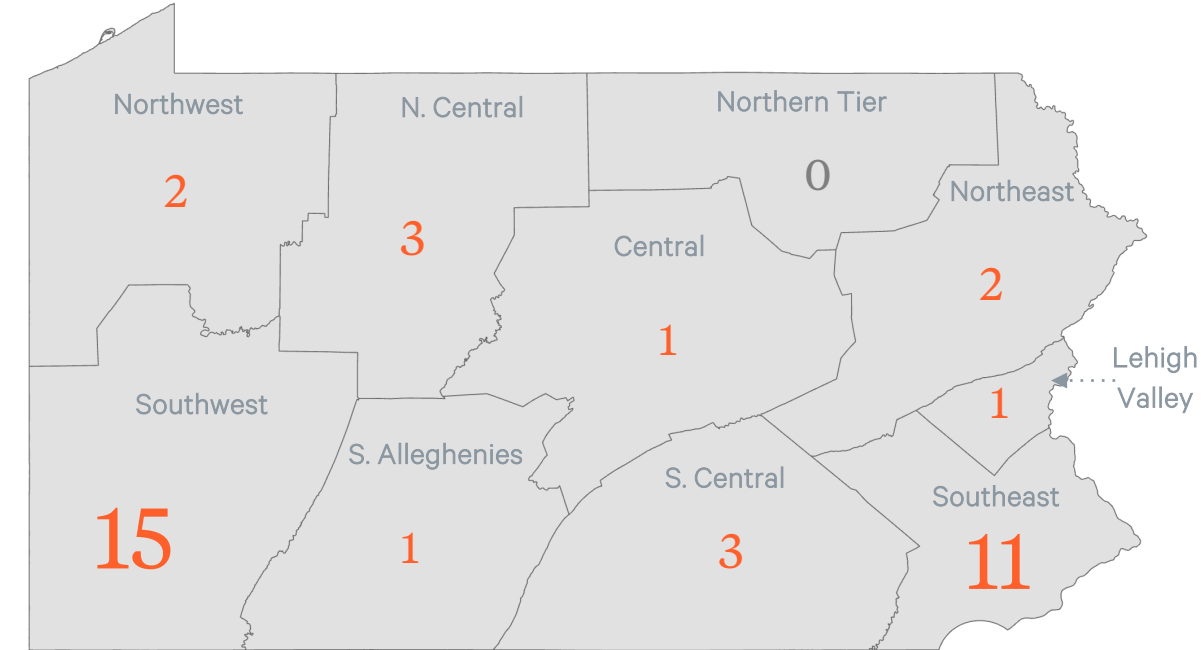 Northwest
2
N. Central
3
Northern Tier
0
Northeast
2
Central
1
Lehigh
Valley
1
Southwest
15
S. Alleghenies
1
S. Central
3
Southeast
11